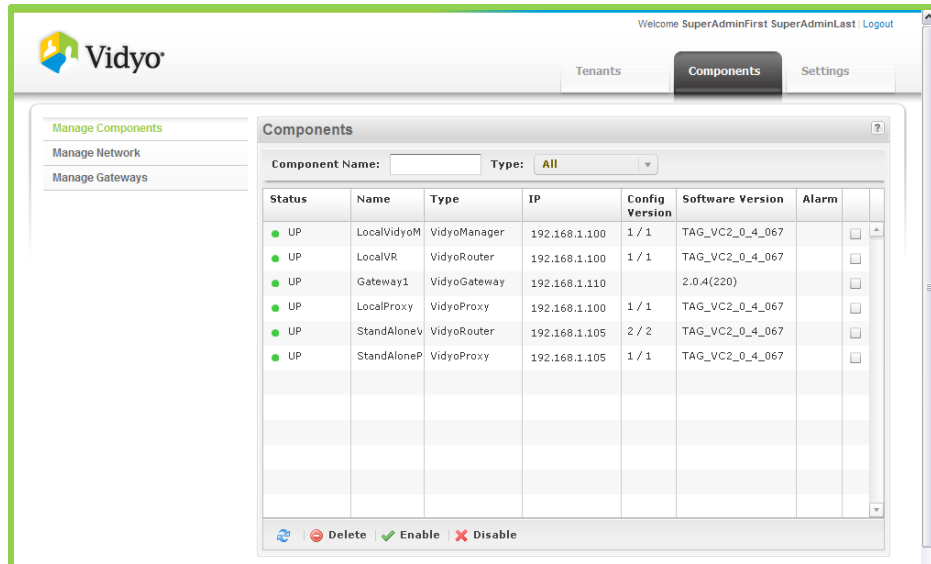 Welcome SuperAdminFirst SuperAdminLast | Logout
Vidyo
Tenants Components Settings
Manage Components
Manage Network
Manage Gateways
Components ?
Component Name: Type: All
Status Name Type IP Config Version Software Version Alarm
UP LocalVidyoM VidyoManager 192.168.1.100 1 / 1 TAG_VC2_0_4_067
UP LocalVR VidyoRouter 192.168.1.100 1 / 1 TAG_VC2_0_4_067
UP Gateway1 VidyoGateway 192.168.1.110 2.0.4(220)
UP LocalProxy VidyoProxy 192.168.1.100 1 / 1 TAG_VC2_0_4_067
UP StandAloneV VidyoRouter 192.168.1.105 2 / 2 TAG_VC2_0_4_067
UP StandAloneP VidyoProxy 192.168.1.105 1 / 1 TAG_VC2_0_4_067
Delete Enable Disable